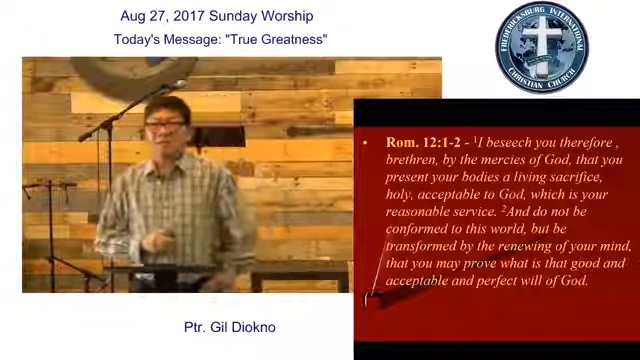 Aug 27, 2017 Sunday Worship
Today's Message: "True Greatness"
FREDERICKSBURG INTERNATIONAL
CHRISTIAN CHURCH
• Rom. 12:1-2 - ¹I beseech you therefore ,
brethren, by the mercies of God, that you
present your bodies a living sacrifice,
holy, acceptable to God, which is your
reasonable service. ²And do not be
conformed to this world, but be
transformed by the renewing of your mind,
that you may prove what is that good and
acceptable and perfect will of God.
Ptr. Gil Diokno